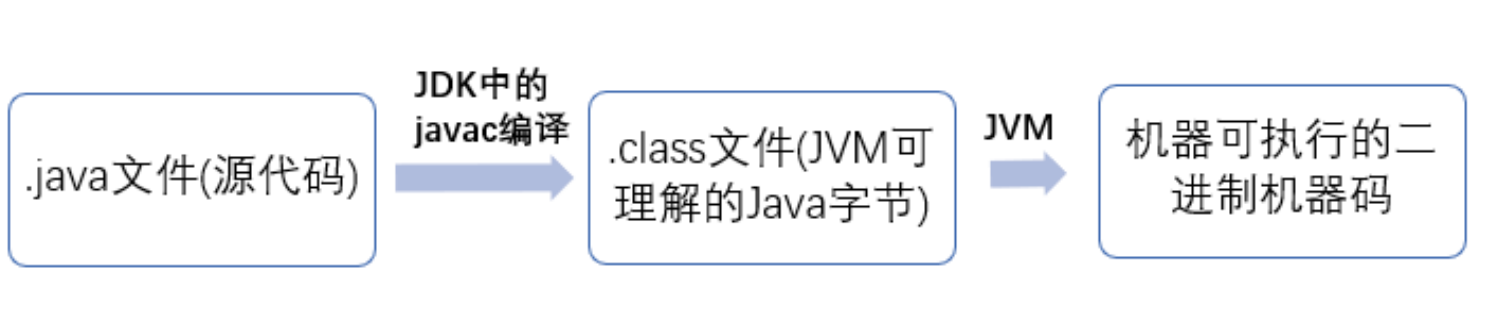 .java文件(源代码)
JDK中的
javac编译
.class文件(JVM可
理解的Java字节)
JVM
机器可执行的二
进制机器码